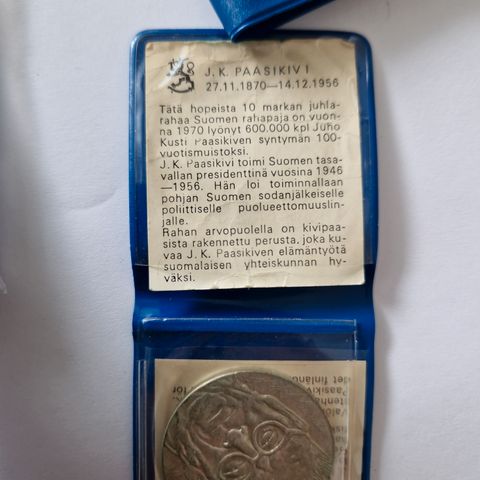 J. K. PAASIKIVI
27.11.1870—14.12.1956
Tätä hopeista 10 markan juhla-
rahaa Suomen rahapaja on vuon-
na 1970 lyönyt 600.000 kpl Juho
Kusti Paasikiven syntymän 100-
vuotismuistoksi.
J. K. Paasikivi toimi Suomen tasa-
vallan presidenttinä vuosina 1946
—1956. Hän loi toiminnallaan
pohjan Suomen sodanjälkeiselle
poliittiselle puolueettomuuslin-
jalle.
Rahan arvopuolella on kivipaa-
sista rakennettu perusta, joka ku-
vaa J. K. Paasikiven elämäntyötä
suomalaisen yhteiskunnan hy-
väksi.
det finländ
Paasikive